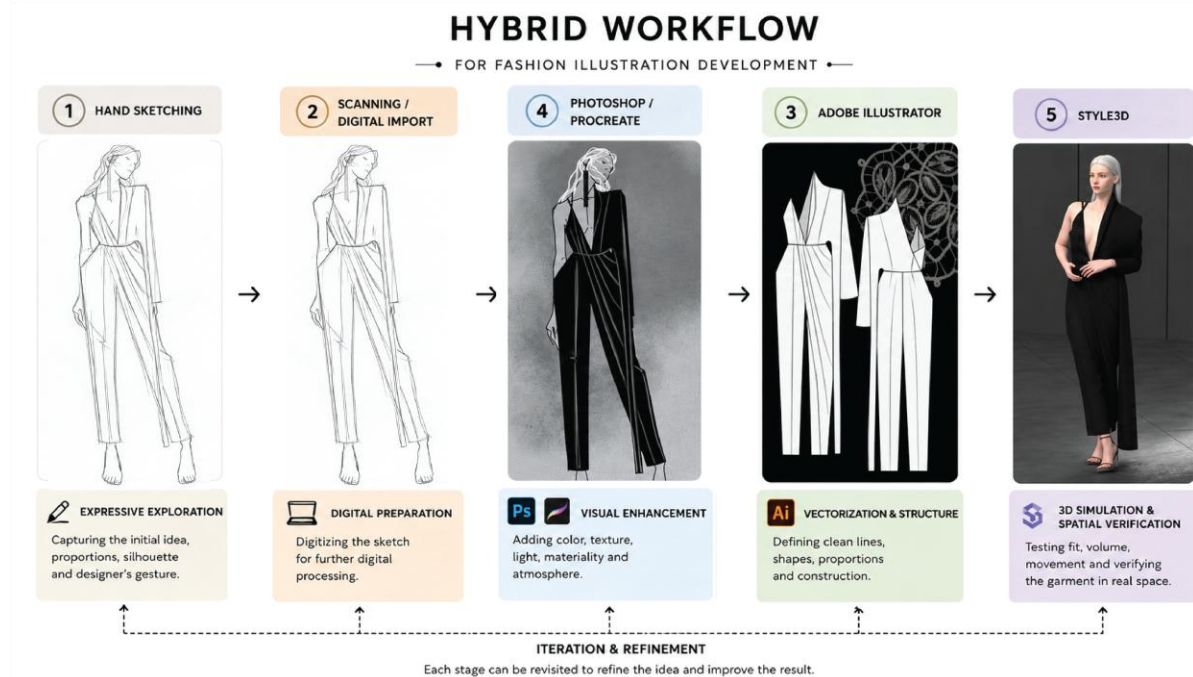 HYBRID WORKFLOW
FOR FASHION ILLUSTRATION DEVELOPMENT
1 HAND SKETCHING
2 SCANNING /
DIGITAL IMPORT
4 PHOTOSHOP /
PROCREATE
3 ADOBE ILLUSTRATOR
5 STYLE3D
EXPRESSIVE EXPLORATION
Capturing the initial idea,
proportions, silhouette
and designer's gesture.
DIGITAL PREPARATION
Digitizing the sketch
for further digital
processing.
Ps VISUAL ENHANCEMENT
Adding color, texture,
light, materiality and
atmosphere.
Ai VECTORIZATION & STRUCTURE
Defining clean lines,
shapes, proportions
and construction.
3D SIMULATION &
SPATIAL VERIFICATION
Testing fit, volume,
movement and verifying
the garment in real space.
ITERATION & REFINEMENT
Each stage can be revisited to refine the idea and improve the result.